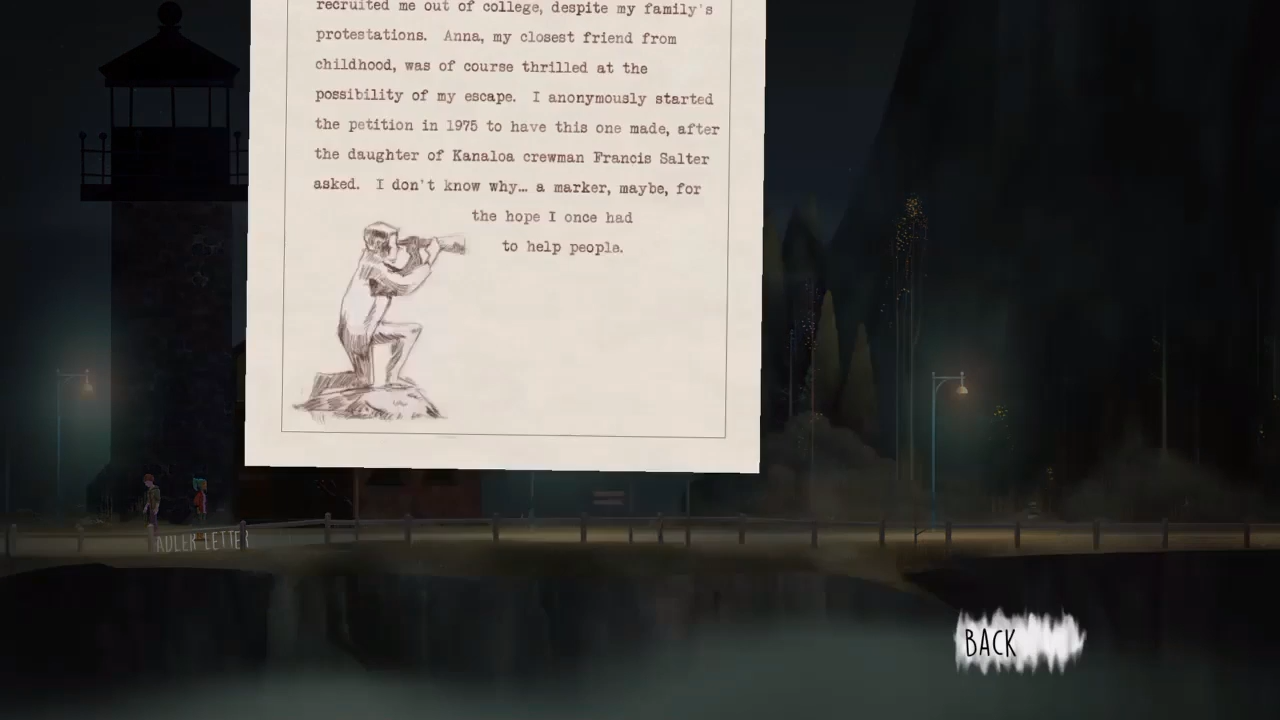 recruited me out of college, despite my family's
protestations. Anna, my closest friend from
childhood, was of course thrilled at the
possibility of my escape. I anonymously started
the petition in 1975 to have this one made, after
the daughter of Kanaloa crewman Francis Salter
asked. I don't know why… a marker, maybe, for
the hope I once had
to help people.
ADLER LETTER
BACK